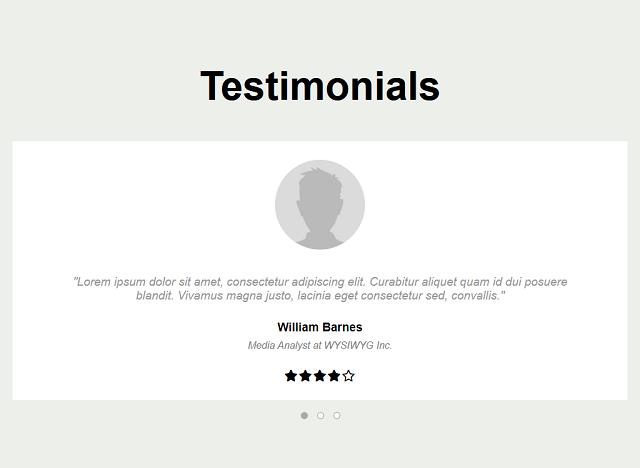 Testimonials
"Lorem ipsum dolor sit amet, consectetur adipiscing elit. Curabitur aliquet quam id dui posuere
blandit. Vivamus magna justo, lacinia eget consectetur sed, convallis."
William Barnes
Media Analyst at WYSIWYG Inc.